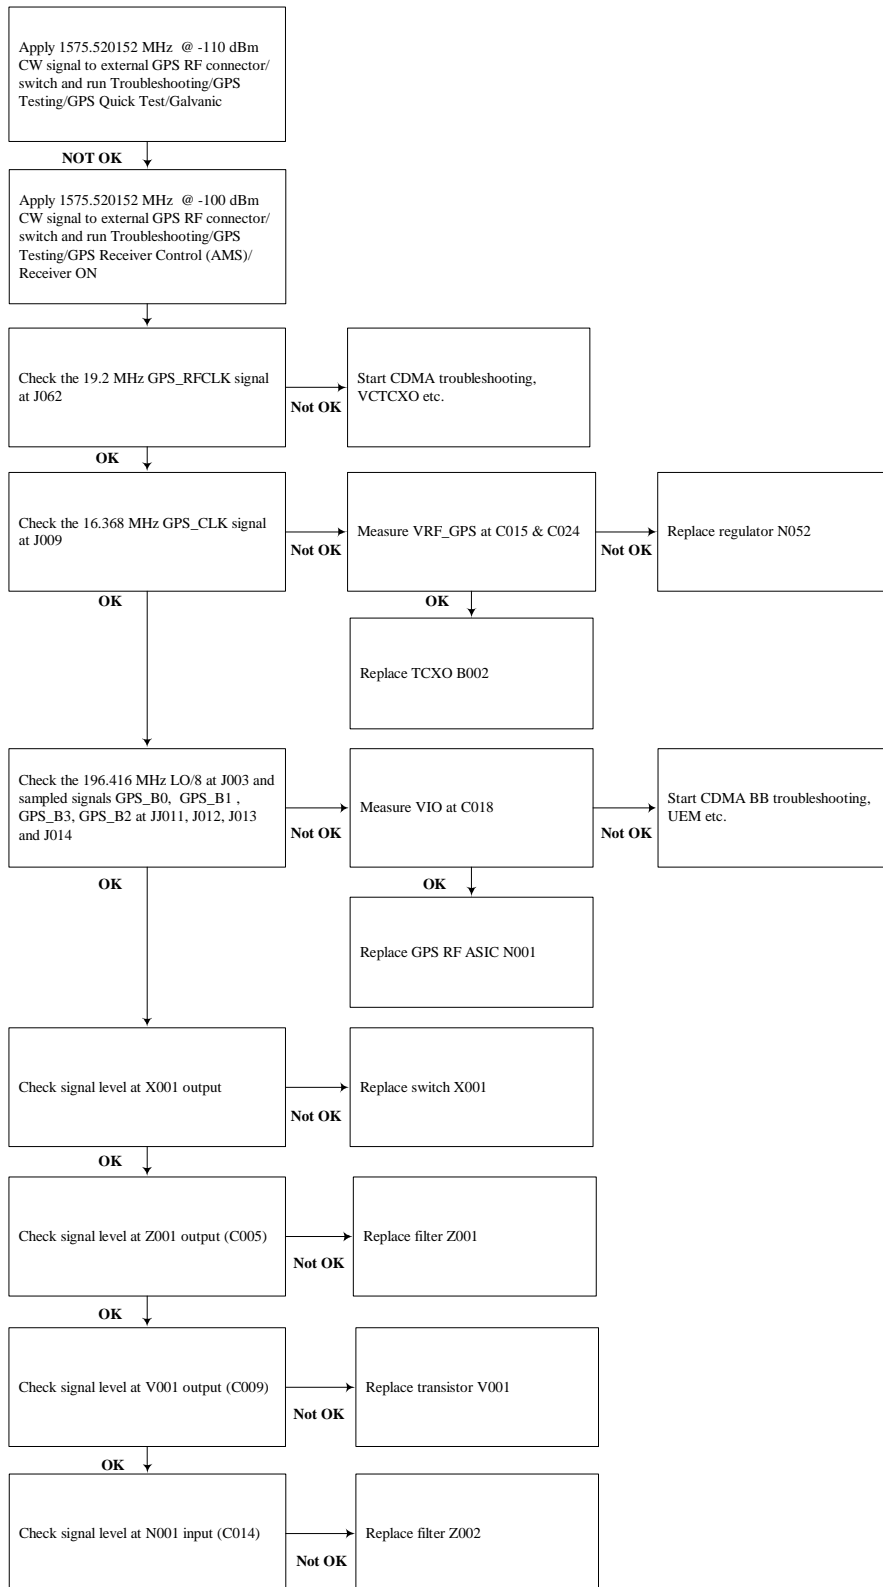 Apply 1575.520152 MHz @ -110 dBm
CW signal to external GPS RF connector/
switch and run Troubleshooting/GPS
Testing/GPS Quick Test/Galvanic
NOT OK
Apply 1575.520152 MHz @ -100 dBm
CW signal to external GPS RF connector/
switch and run Troubleshooting/GPS
Testing/GPS Receiver Control (AMS)/
Receiver ON
Check the 19.2 MHz GPS_RFCLK signal
at J062
Not OK
Start CDMA troubleshooting,
VCTCXO etc.
OK
Check the 16.368 MHz GPS_CLK signal
at J009
Not OK
Measure VRF_GPS at C015 & C024
Not OK
Replace regulator N052
OK
OK
Replace TCXO B002
Check the 196.416 MHz LO/8 at J003 and
sampled signals GPS_B0, GPS_B1 ,
GPS_B3, GPS_B2 at JJ011, J012, J013
and J014
Not OK
Measure VIO at C018
Not OK
Start CDMA BB troubleshooting,
UEM etc.
OK
OK
Replace GPS RF ASIC N001
Check signal level at X001 output
Not OK
Replace switch X001
OK
Check signal level at Z001 output (C005)
Not OK
Replace filter Z001
OK
Check signal level at V001 output (C009)
Not OK
Replace transistor V001
OK
Check signal level at N001 input (C014)
Not OK
Replace filter Z002